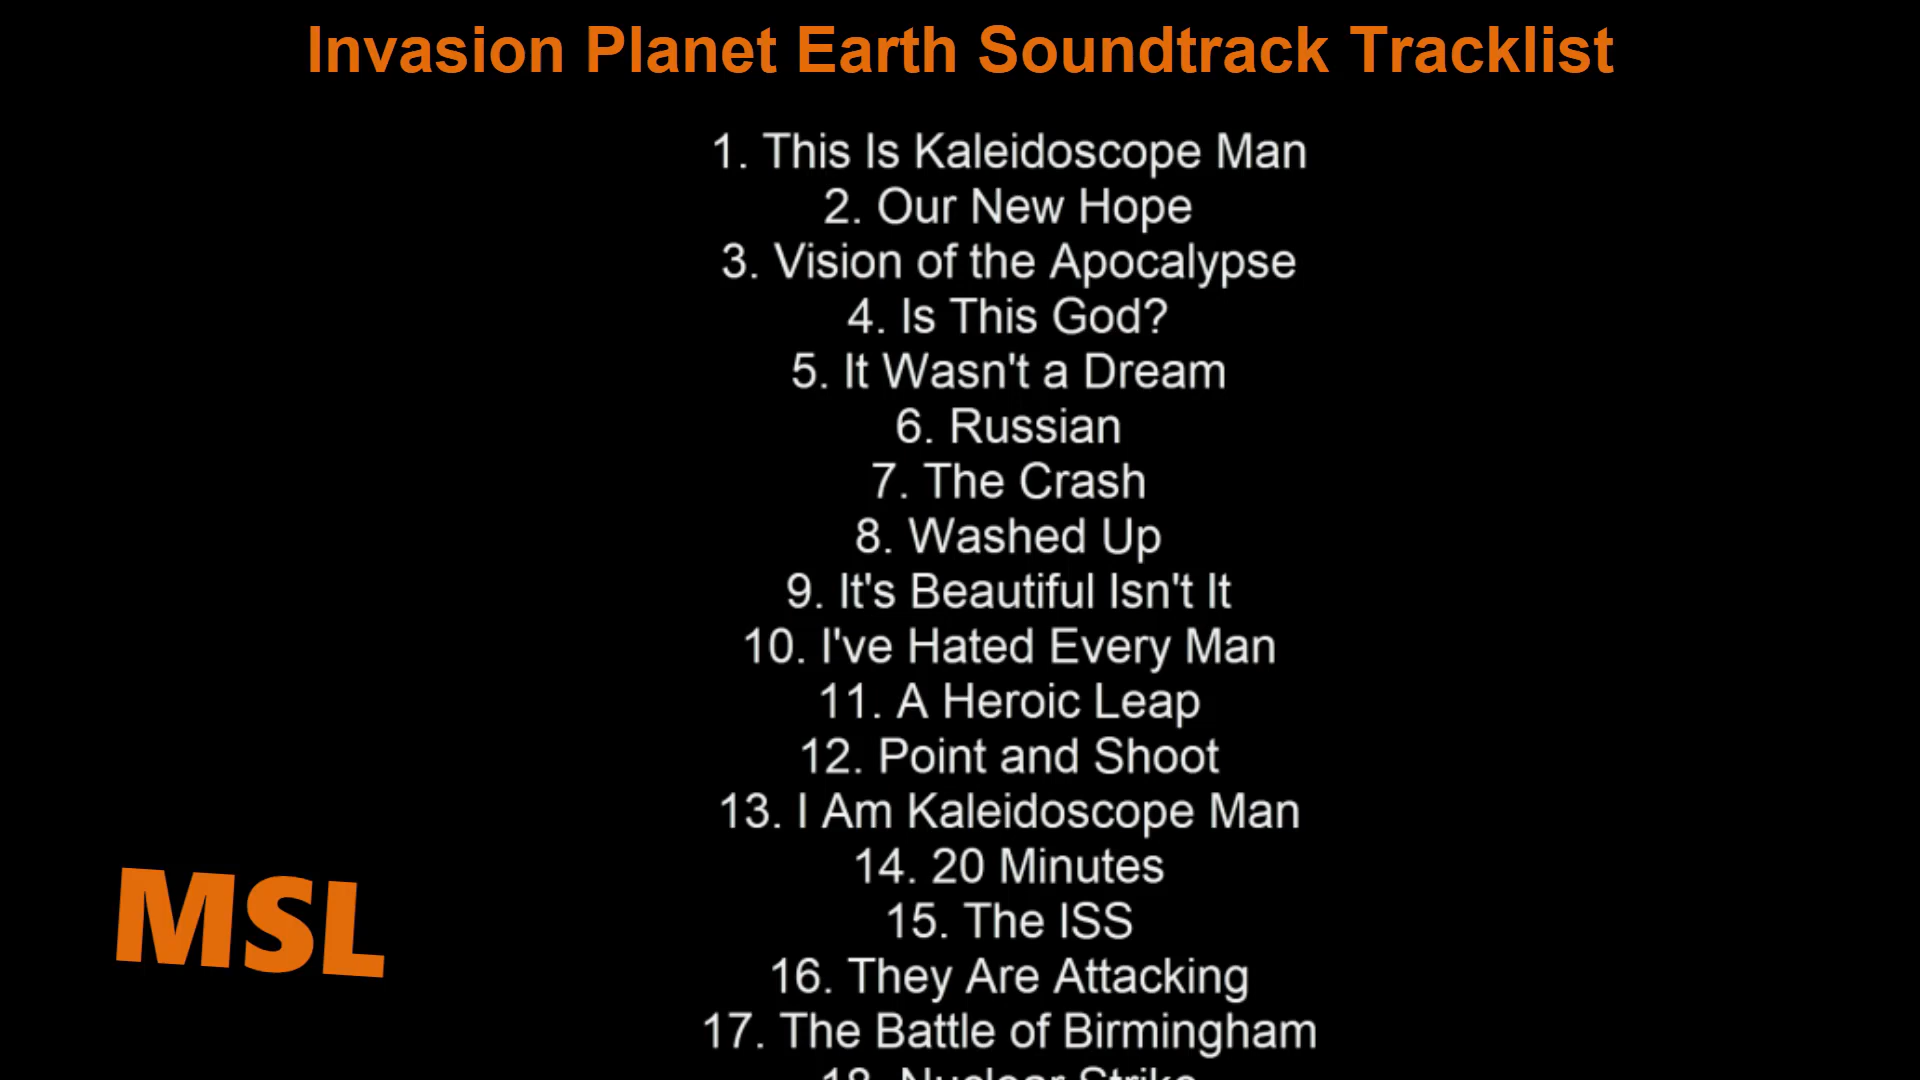 Invasion Planet Earth Soundtrack Tracklist
1. This Is Kaleidoscope Man
2. Our New Hope
3. Vision of the Apocalypse
4. Is This God?
5. It Wasn't a Dream
6. Russian
7. The Crash
8. Washed Up
9. It's Beautiful Isn't It
10. I've Hated Every Man
11. A Heroic Leap
12. Point and Shoot
13. I Am Kaleidoscope Man
14. 20 Minutes
15. The ISS
16. They Are Attacking
17. The Battle of Birmingham
18. Nuclear Strike
MSL